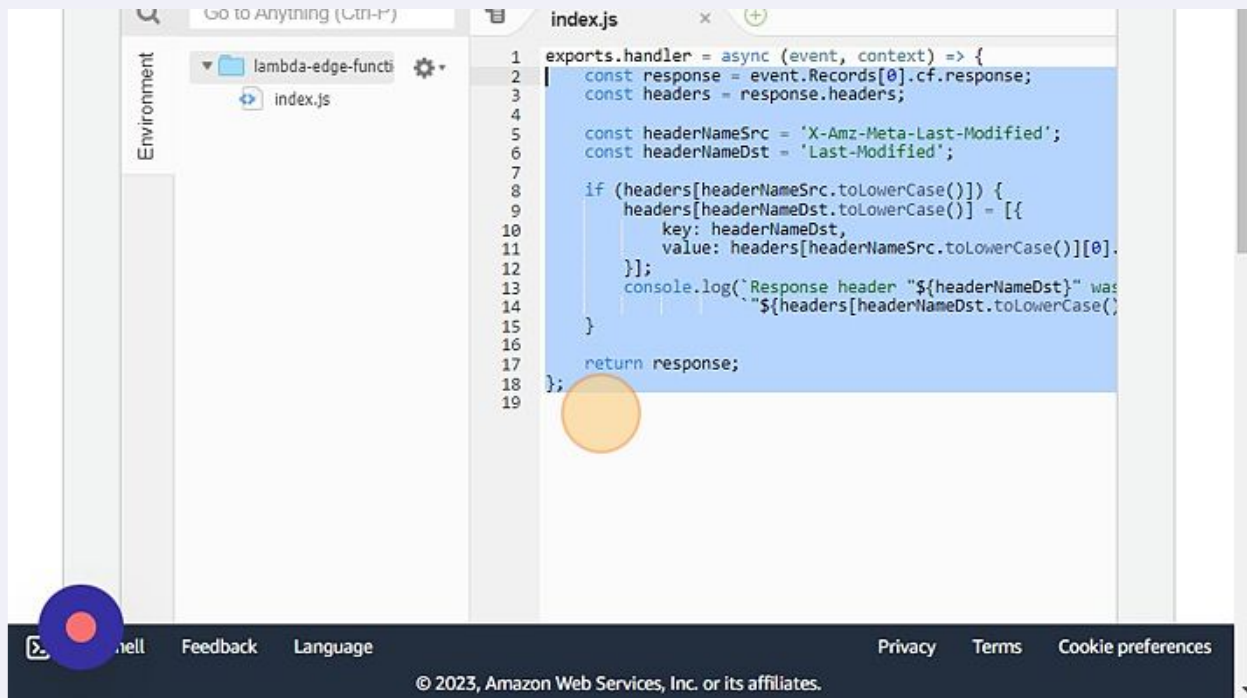 Go to Anything (Ctrl-P)
index.js
Environment
lambda-edge-functi
index.js
1 exports.handler = async (event, context) => {
2     const response = event.Records[0].cf.response;
3     const headers = response.headers;
4
5     const headerNameSrc = 'X-Amz-Meta-Last-Modified';
6     const headerNameDst = 'Last-Modified';
7
8     if (headers[headerNameSrc.toLowerCase()]) {
9         headers[headerNameDst.toLowerCase()] = [{
10             key: headerNameDst,
11             value: headers[headerNameSrc.toLowerCase()][0].
12         }];
13         console.log(`Response header "${headerNameDst}" was
14                     `"${headers[headerNameDst.toLowerCase()
15     }
16
17     return response;
18 };
19
Feedback Language Privacy Terms Cookie preferences
© 2023, Amazon Web Services, Inc. or its affiliates.